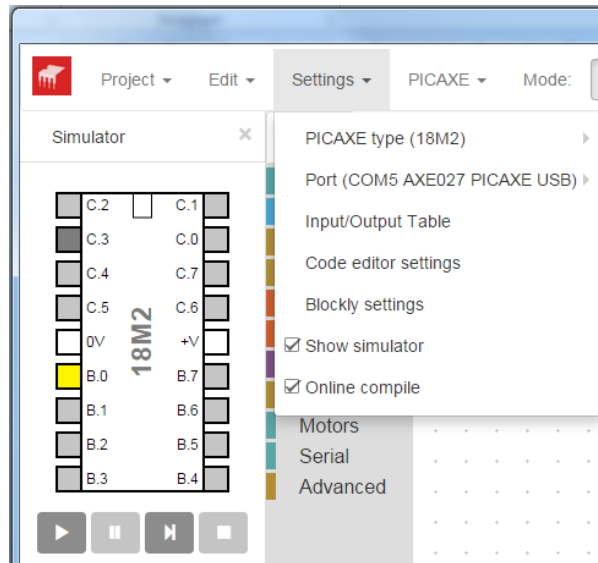 Project Edit Settings PICAXE Mode:
Simulator ×
PICAXE type (18M2)
Port (COM5 AXE027 PICAXE USB)
Input/Output Table
Code editor settings
Blockly settings
Show simulator
Online compile
Motors
Serial
Advanced
C.2 C.1
C.3 C.0
C.4 C.7
C.5 C.6
0V +V
18M2
B.0 B.7
B.1 B.6
B.2 B.5
B.3 B.4